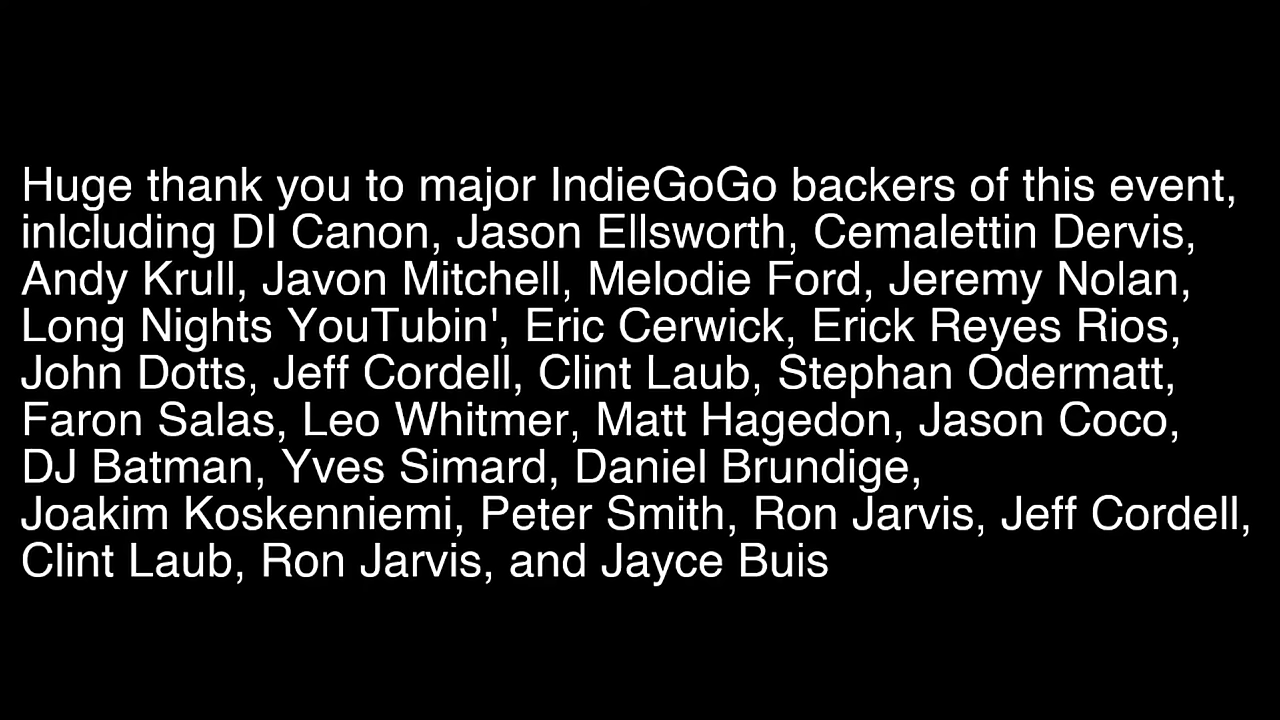 Huge thank you to major IndieGoGo backers of this event,
inlcluding DI Canon, Jason Ellsworth, Cemalettin Dervis,
Andy Krull, Javon Mitchell, Melodie Ford, Jeremy Nolan,
Long Nights YouTubin', Eric Cerwick, Erick Reyes Rios,
John Dotts, Jeff Cordell, Clint Laub, Stephan Odermatt,
Faron Salas, Leo Whitmer, Matt Hagedon, Jason Coco,
DJ Batman, Yves Simard, Daniel Brundige,
Joakim Koskenniemi, Peter Smith, Ron Jarvis, Jeff Cordell,
Clint Laub, Ron Jarvis, and Jayce Buis